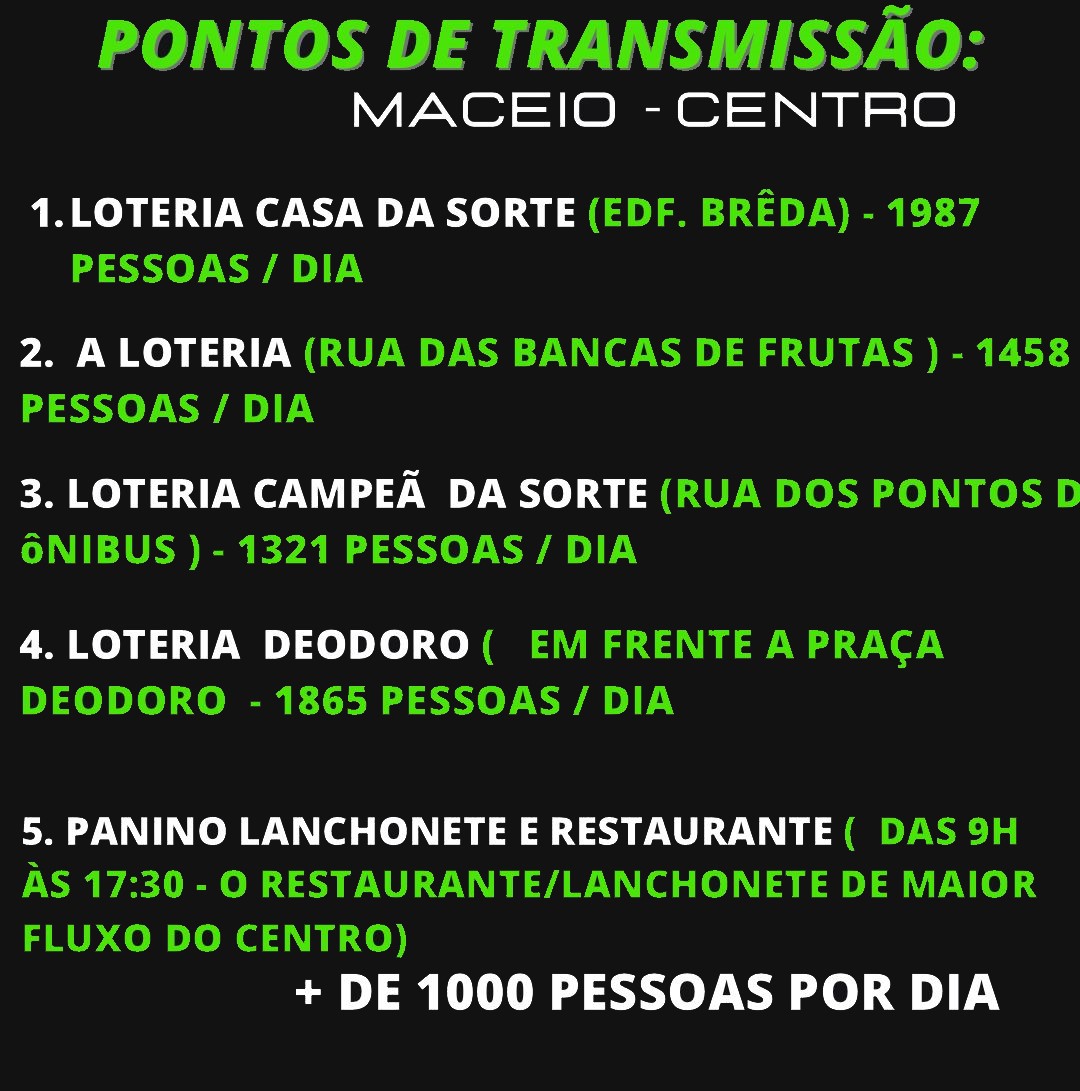 PONTOS DE TRANSMISSÃO:
MACEIO - CENTRO
1. LOTERIA CASA DA SORTE (EDF. BRÊDA) - 1987
PESSOAS / DIA
2. A LOTERIA (RUA DAS BANCAS DE FRUTAS ) - 1458
PESSOAS / DIA
3. LOTERIA CAMPEÃ DA SORTE (RUA DOS PONTOS D
ôNIBUS ) - 1321 PESSOAS / DIA
4. LOTERIA DEODORO ( EM FRENTE A PRAÇA
DEODORO - 1865 PESSOAS / DIA
5. PANINO LANCHONETE E RESTAURANTE ( DAS 9H
ÀS 17:30 - O RESTAURANTE/LANCHONETE DE MAIOR
FLUXO DO CENTRO)
+ DE 1000 PESSOAS POR DIA